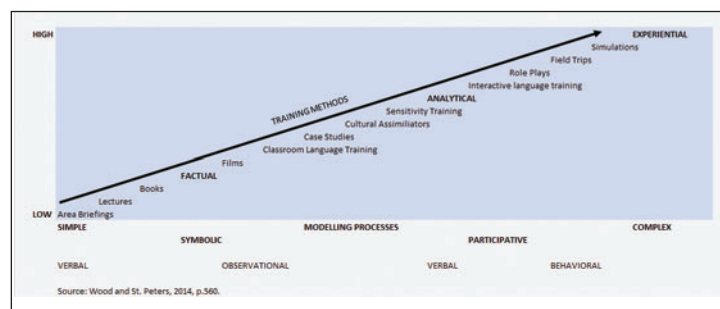 HIGH EXPERIENTIAL
Simulations
Field Trips
Role Plays
Interactive language training
ANALYTICAL
TRAINING METHODS
Sensitivity Training
Cultural Assimiliators
Case Studies
Classroom Language Training
Films
FACTUAL
Books
Lectures
LOW Area Briefings
SIMPLE MODELLING PROCESSES COMPLEX
SYMBOLIC PARTICIPATIVE
VERBAL OBSERVATIONAL VERBAL BEHAVIORAL
Source: Wood and St. Peters, 2014, p.560.